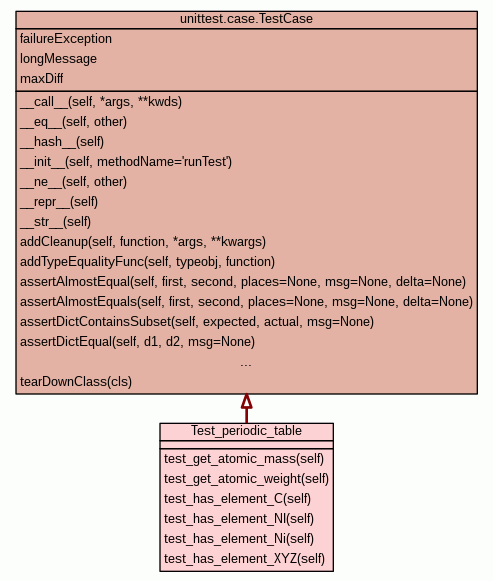 unittest.case.TestCase
failureException
longMessage
maxDiff
__call__(self, *args, **kwds)
__eq__(self, other)
__hash__(self)
__init__(self, methodName='runTest')
__ne__(self, other)
__repr__(self)
__str__(self)
addCleanup(self, function, *args, **kwargs)
addTypeEqualityFunc(self, typeobj, function)
assertAlmostEqual(self, first, second, places=None, msg=None, delta=None)
assertAlmostEquals(self, first, second, places=None, msg=None, delta=None)
assertDictContainsSubset(self, expected, actual, msg=None)
assertDictEqual(self, d1, d2, msg=None)
...
tearDownClass(cls)
Test_periodic_table
test_get_atomic_mass(self)
test_get_atomic_weight(self)
test_has_element_C(self)
test_has_element_NI(self)
test_has_element_Ni(self)
test_has_element_XYZ(self)